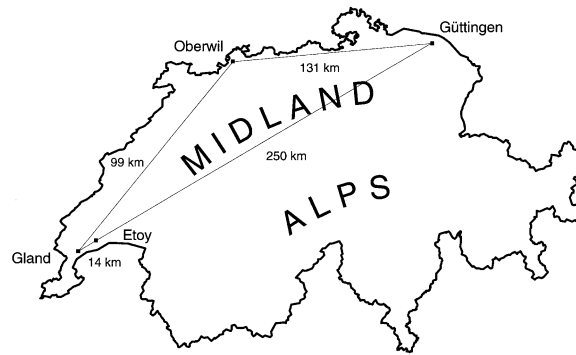 Güttingen
Oberwil
131 km
MIDLAND
99 km
250 km
ALPS
Etoy
Gland
14 km